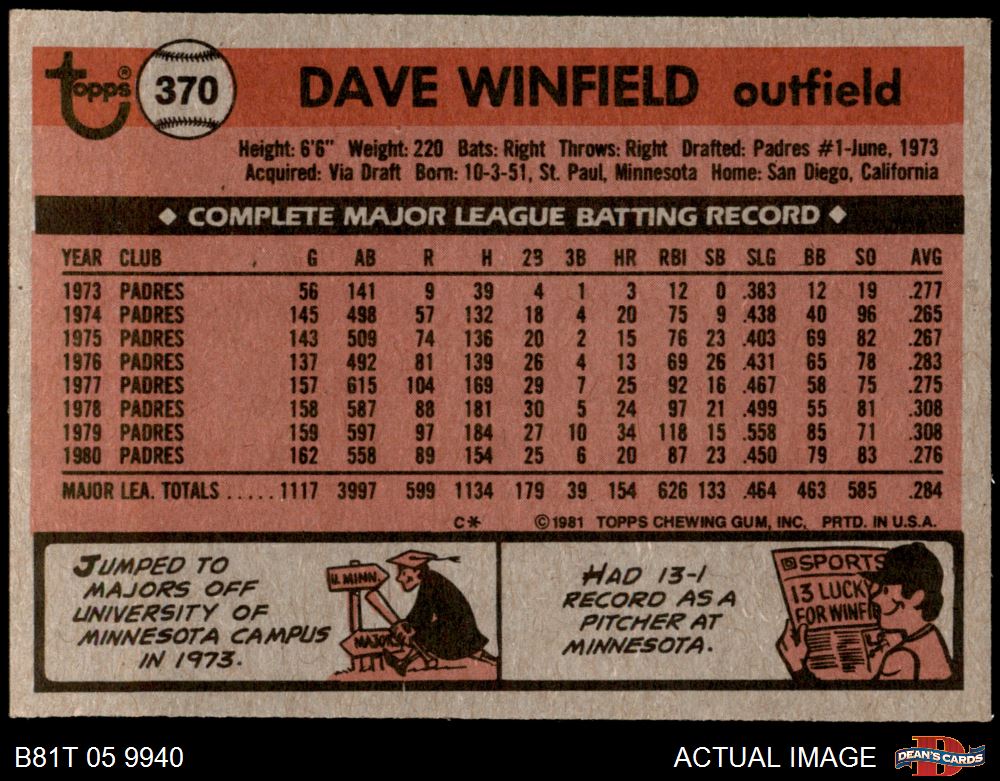 topps® 370 DAVE WINFIELD outfield
Height: 6'6" Weight: 220 Bats: Right Throws: Right Drafted: Padres #1-June, 1973
Acquired: Via Draft Born: 10-3-51, St. Paul, Minnesota Home: San Diego, California
◆ COMPLETE MAJOR LEAGUE BATTING RECORD ◆
YEAR CLUB G AB R H 2B 3B HR RBI SB SLG BB SO AVG
1973 PADRES 56 141 9 39 4 1 3 12 0 .383 12 19 .277
1974 PADRES 145 498 57 132 18 4 20 75 9 .438 40 96 .265
1975 PADRES 143 509 74 136 20 2 15 76 23 .403 69 82 .267
1976 PADRES 137 492 81 139 26 4 13 69 26 .431 65 78 .283
1977 PADRES 157 615 104 169 29 7 25 92 16 .467 58 75 .275
1978 PADRES 158 587 88 181 30 5 24 97 21 .499 55 81 .308
1979 PADRES 159 597 97 184 27 10 34 118 15 .558 85 71 .308
1980 PADRES 162 558 89 154 25 6 20 87 23 .450 79 83 .276
MAJOR LEA. TOTALS ..... 1117 3997 599 1134 179 39 154 626 133 .464 463 585 .284
C* ©1981 TOPPS CHEWING GUM, INC. PRTD. IN U.S.A.
JUMPED TO
MAJORS OFF
UNIVERSITY OF
MINNESOTA CAMPUS
IN 1973.
U. MINN.
MAJORS
HAD 13-1
RECORD AS A
PITCHER AT
MINNESOTA.
SPORTS
13 LUCKY
FOR WINFI
B81T 05 9940 ACTUAL IMAGE DEAN'S CARDS